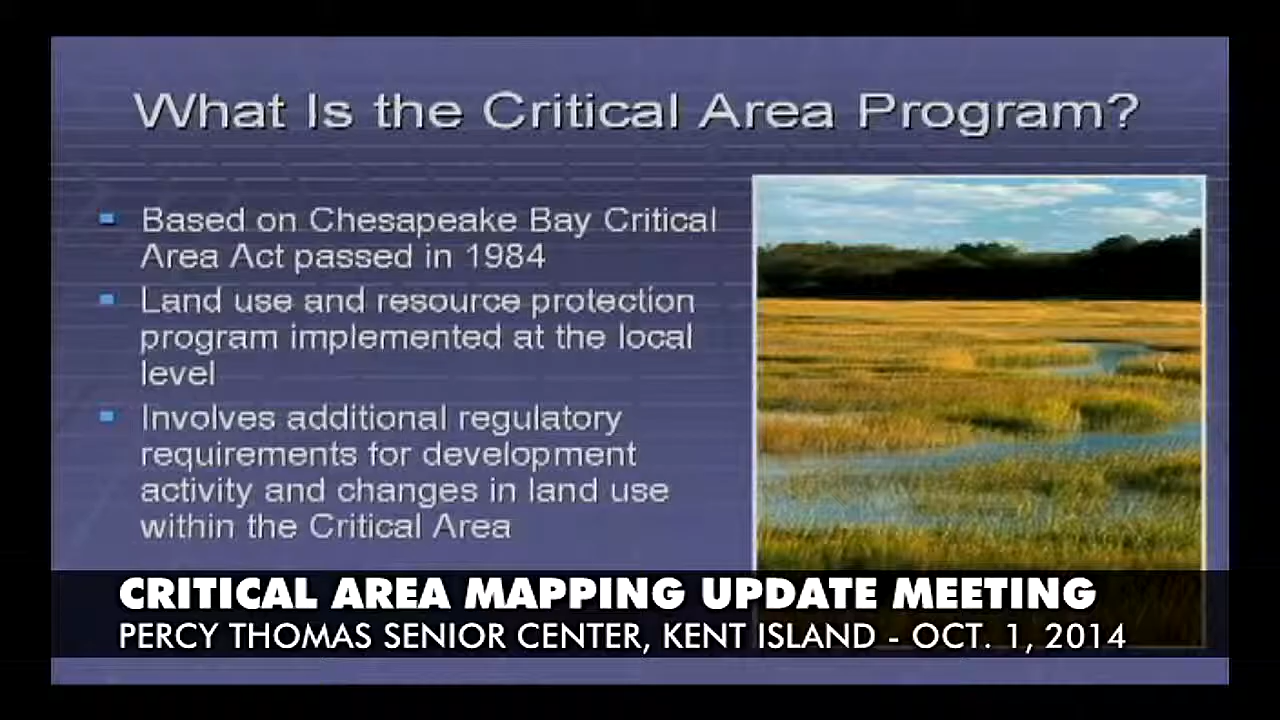 What Is the Critical Area Program?
Based on Chesapeake Bay Critical
Area Act passed in 1984
Land use and resource protection
program implemented at the local
level
Involves additional regulatory
requirements for development
activity and changes in land use
within the Critical Area
CRITICAL AREA MAPPING UPDATE MEETING
PERCY THOMAS SENIOR CENTER, KENT ISLAND - OCT. 1, 2014